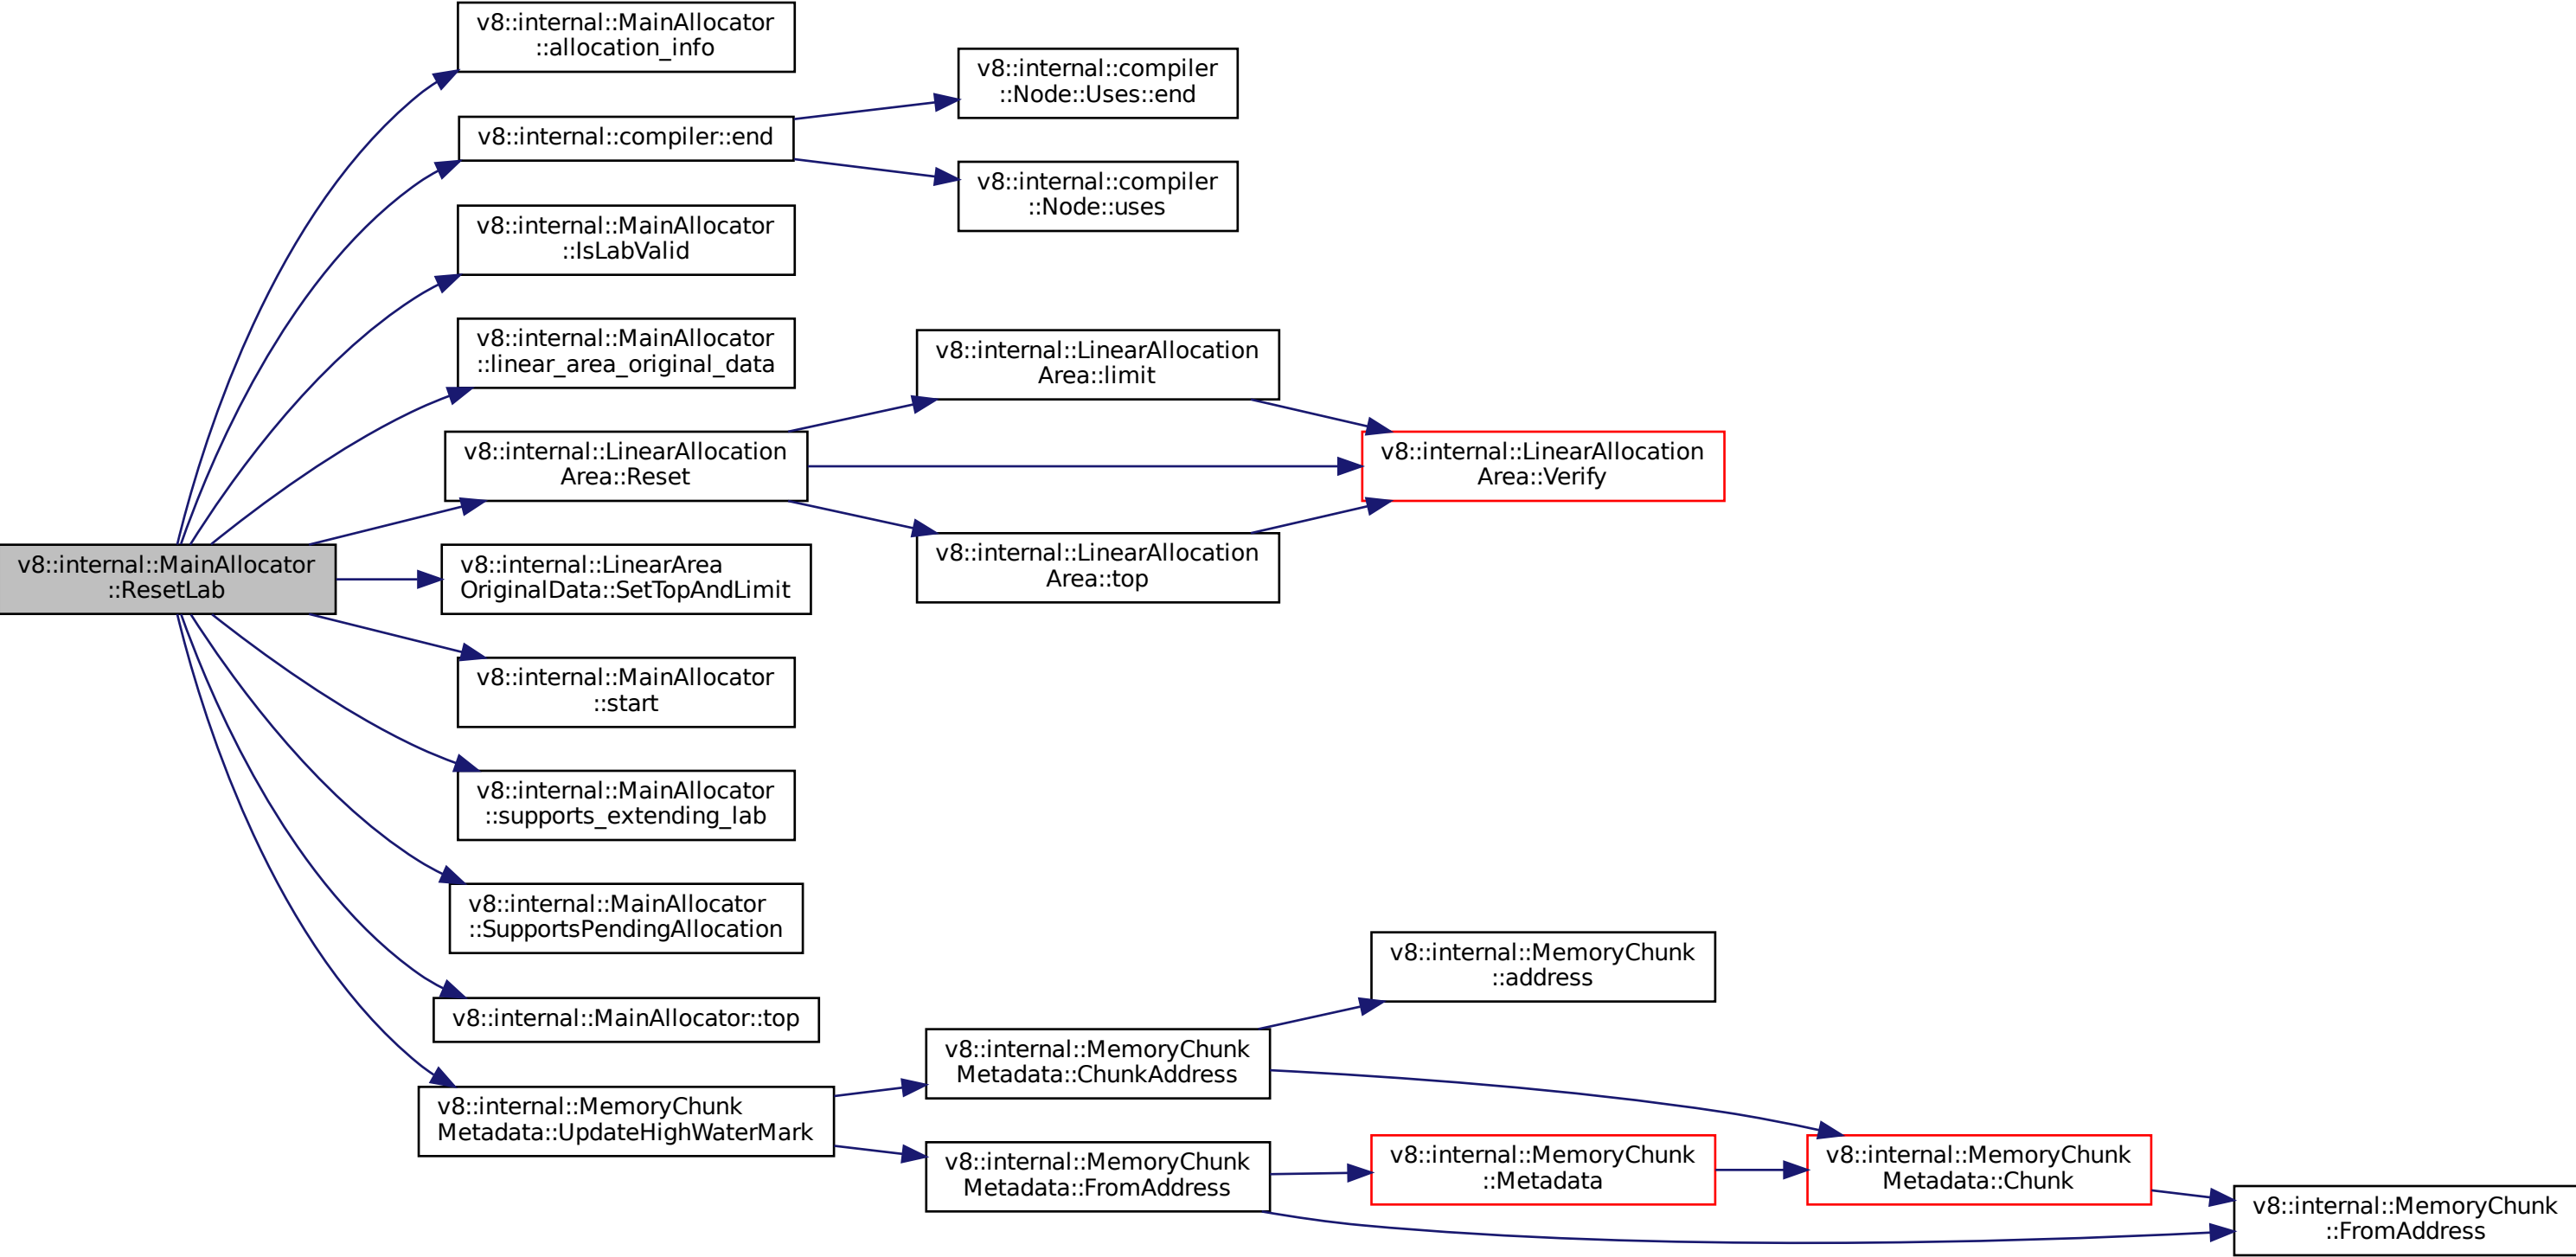 v8::internal::MainAllocator
::allocation_info
v8::internal::compiler
::Node::Uses::end
v8::internal::compiler::end
v8::internal::compiler
::Node::uses
v8::internal::MainAllocator
::IsLabValid
v8::internal::MainAllocator
::linear_area_original_data
v8::internal::LinearAllocation
Area::limit
v8::internal::LinearAllocation
Area::Reset
v8::internal::LinearAllocation
Area::Verify
v8::internal::LinearAllocation
Area::top
v8::internal::MainAllocator
::ResetLab
v8::internal::LinearArea
OriginalData::SetTopAndLimit
v8::internal::MainAllocator
::start
v8::internal::MainAllocator
::supports_extending_lab
v8::internal::MainAllocator
::SupportsPendingAllocation
v8::internal::MemoryChunk
::address
v8::internal::MainAllocator::top
v8::internal::MemoryChunk
Metadata::ChunkAddress
v8::internal::MemoryChunk
Metadata::UpdateHighWaterMark
v8::internal::MemoryChunk
Metadata::FromAddress
v8::internal::MemoryChunk
::Metadata
v8::internal::MemoryChunk
Metadata::Chunk
v8::internal::MemoryChunk
::FromAddress